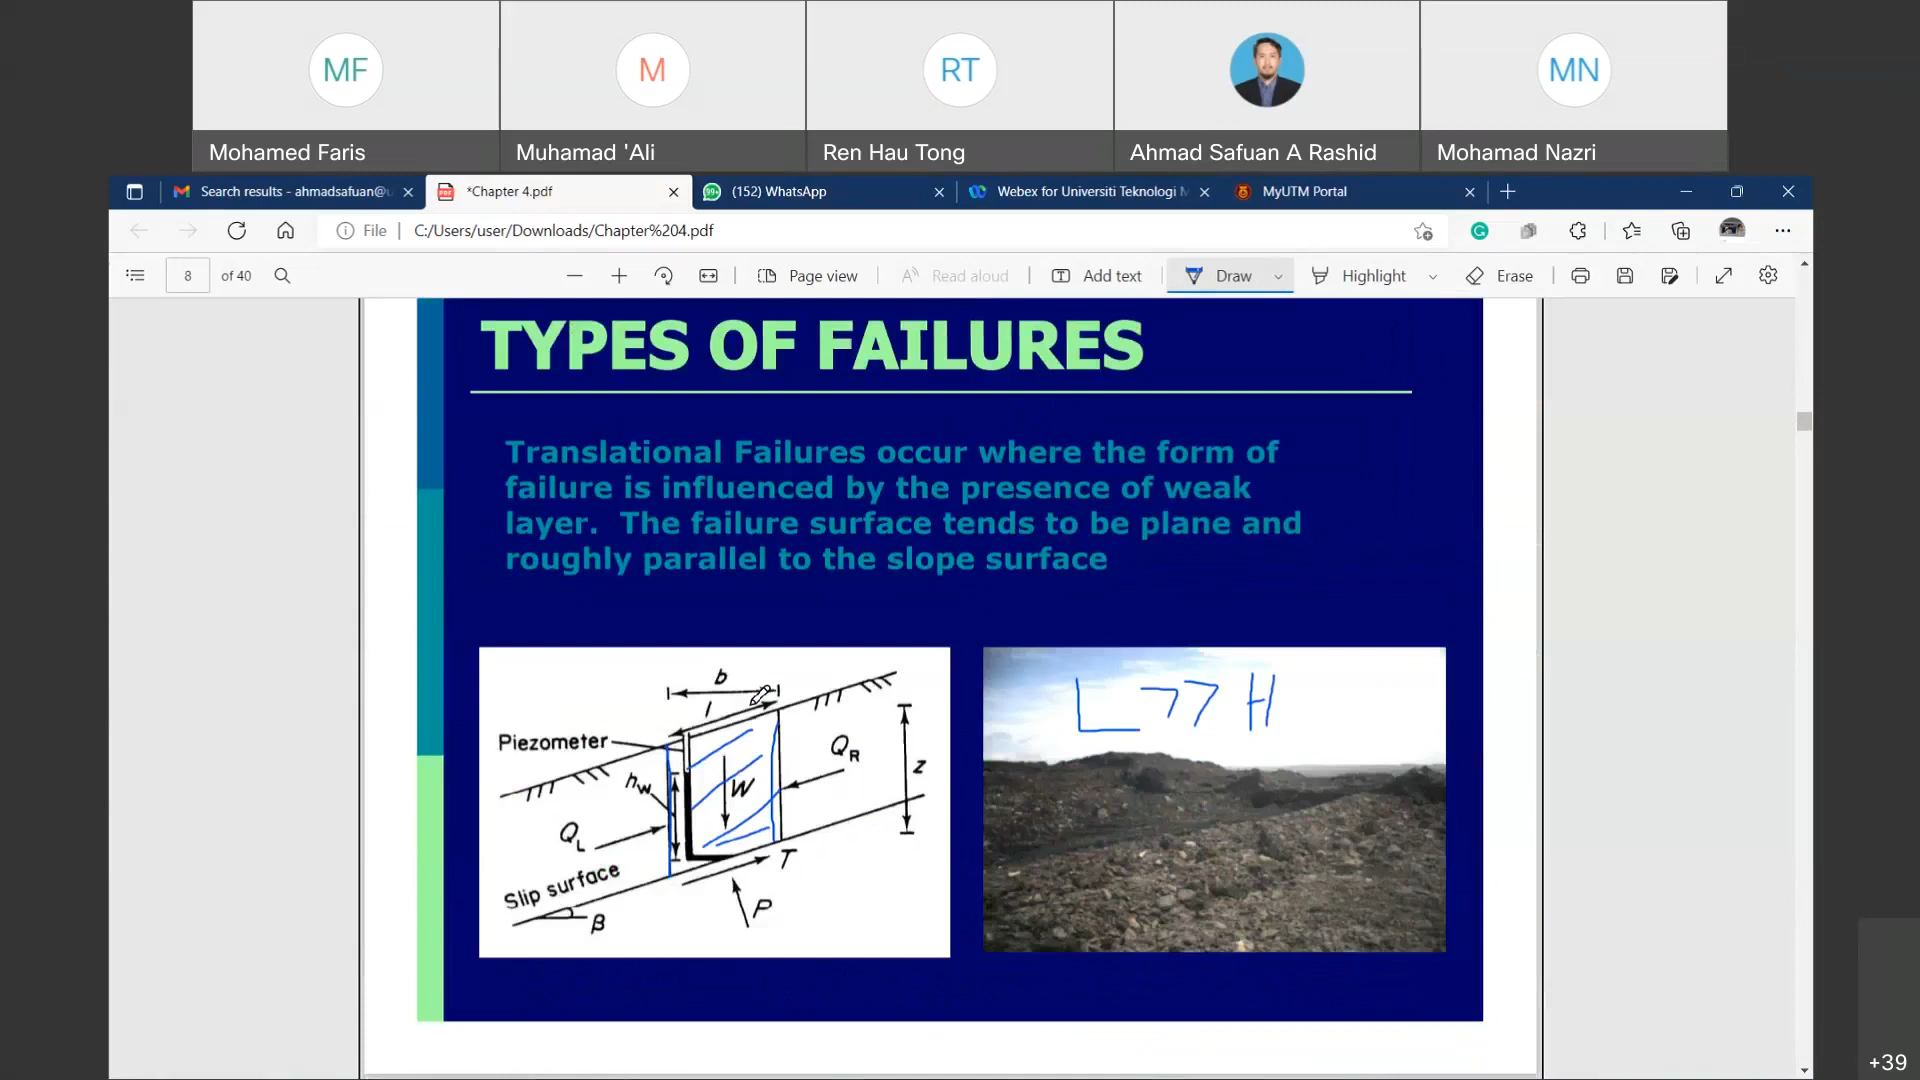 MF
M
RT
MN
Mohamed Faris
Muhamad 'Ali
Ren Hau Tong
Ahmad Safuan A Rashid
Mohamad Nazri
Search results - ahmadsafuan@u
*Chapter 4.pdf
99+
(152) WhatsApp
Webex for Universiti Teknologi M
MyUTM Portal
File
C:/Users/user/Downloads/Chapter%204.pdf
8 of 40
Page view
Read aloud
Add text
Draw
Highlight
Erase
TYPES OF FAILURES
Translational Failures occur where the form of
failure is influenced by the presence of weak
layer. The failure surface tends to be plane and
roughly parallel to the slope surface
b
l
Piezometer
hw
W
QR
z
QL
T
Slip surface
β
P
L >> H
+39